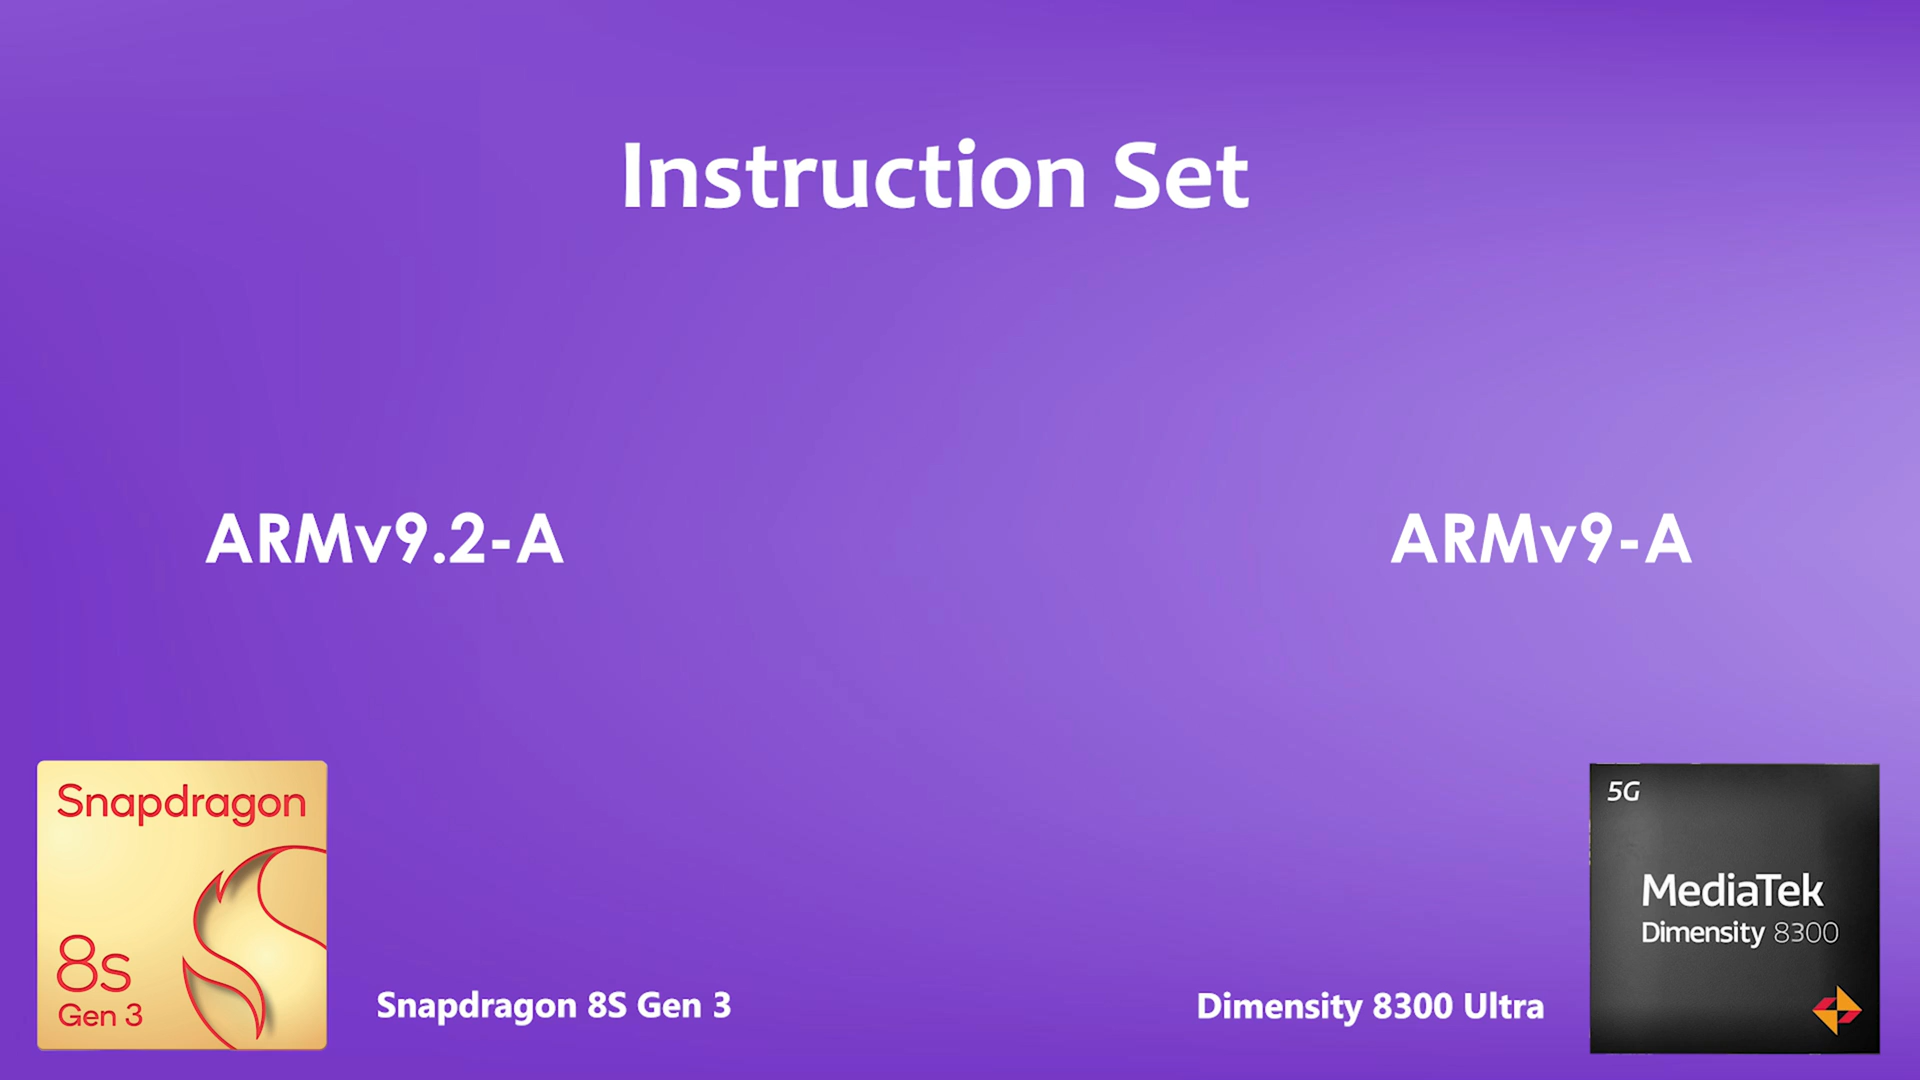 Instruction Set
ARMv9.2-A
ARMv9-A
Snapdragon
8s
Gen 3
Snapdragon 8S Gen 3
Dimensity 8300 Ultra
5G
MediaTek
Dimensity 8300